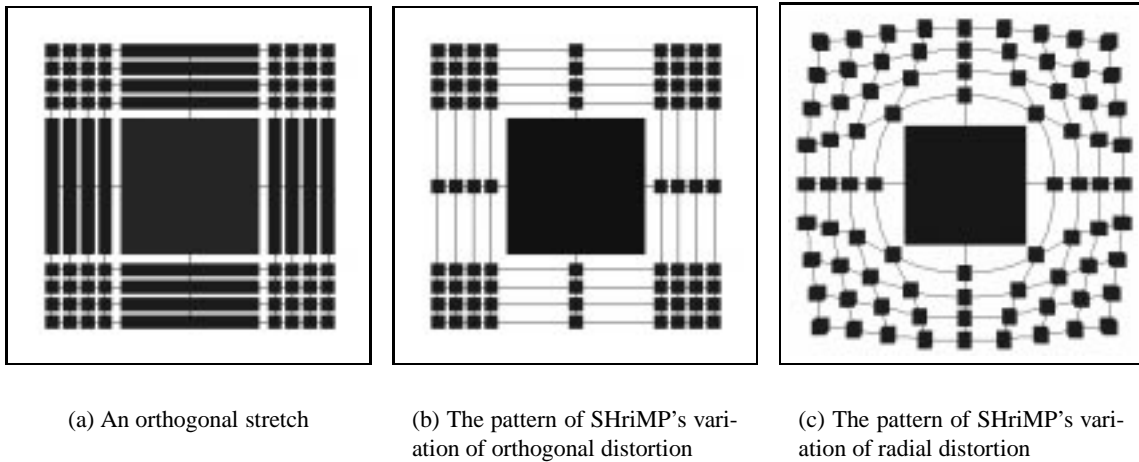 (a) An orthogonal stretch
(b) The pattern of SHriMP's vari-
ation of orthogonal distortion
(c) The pattern of SHriMP's vari-
ation of radial distortion